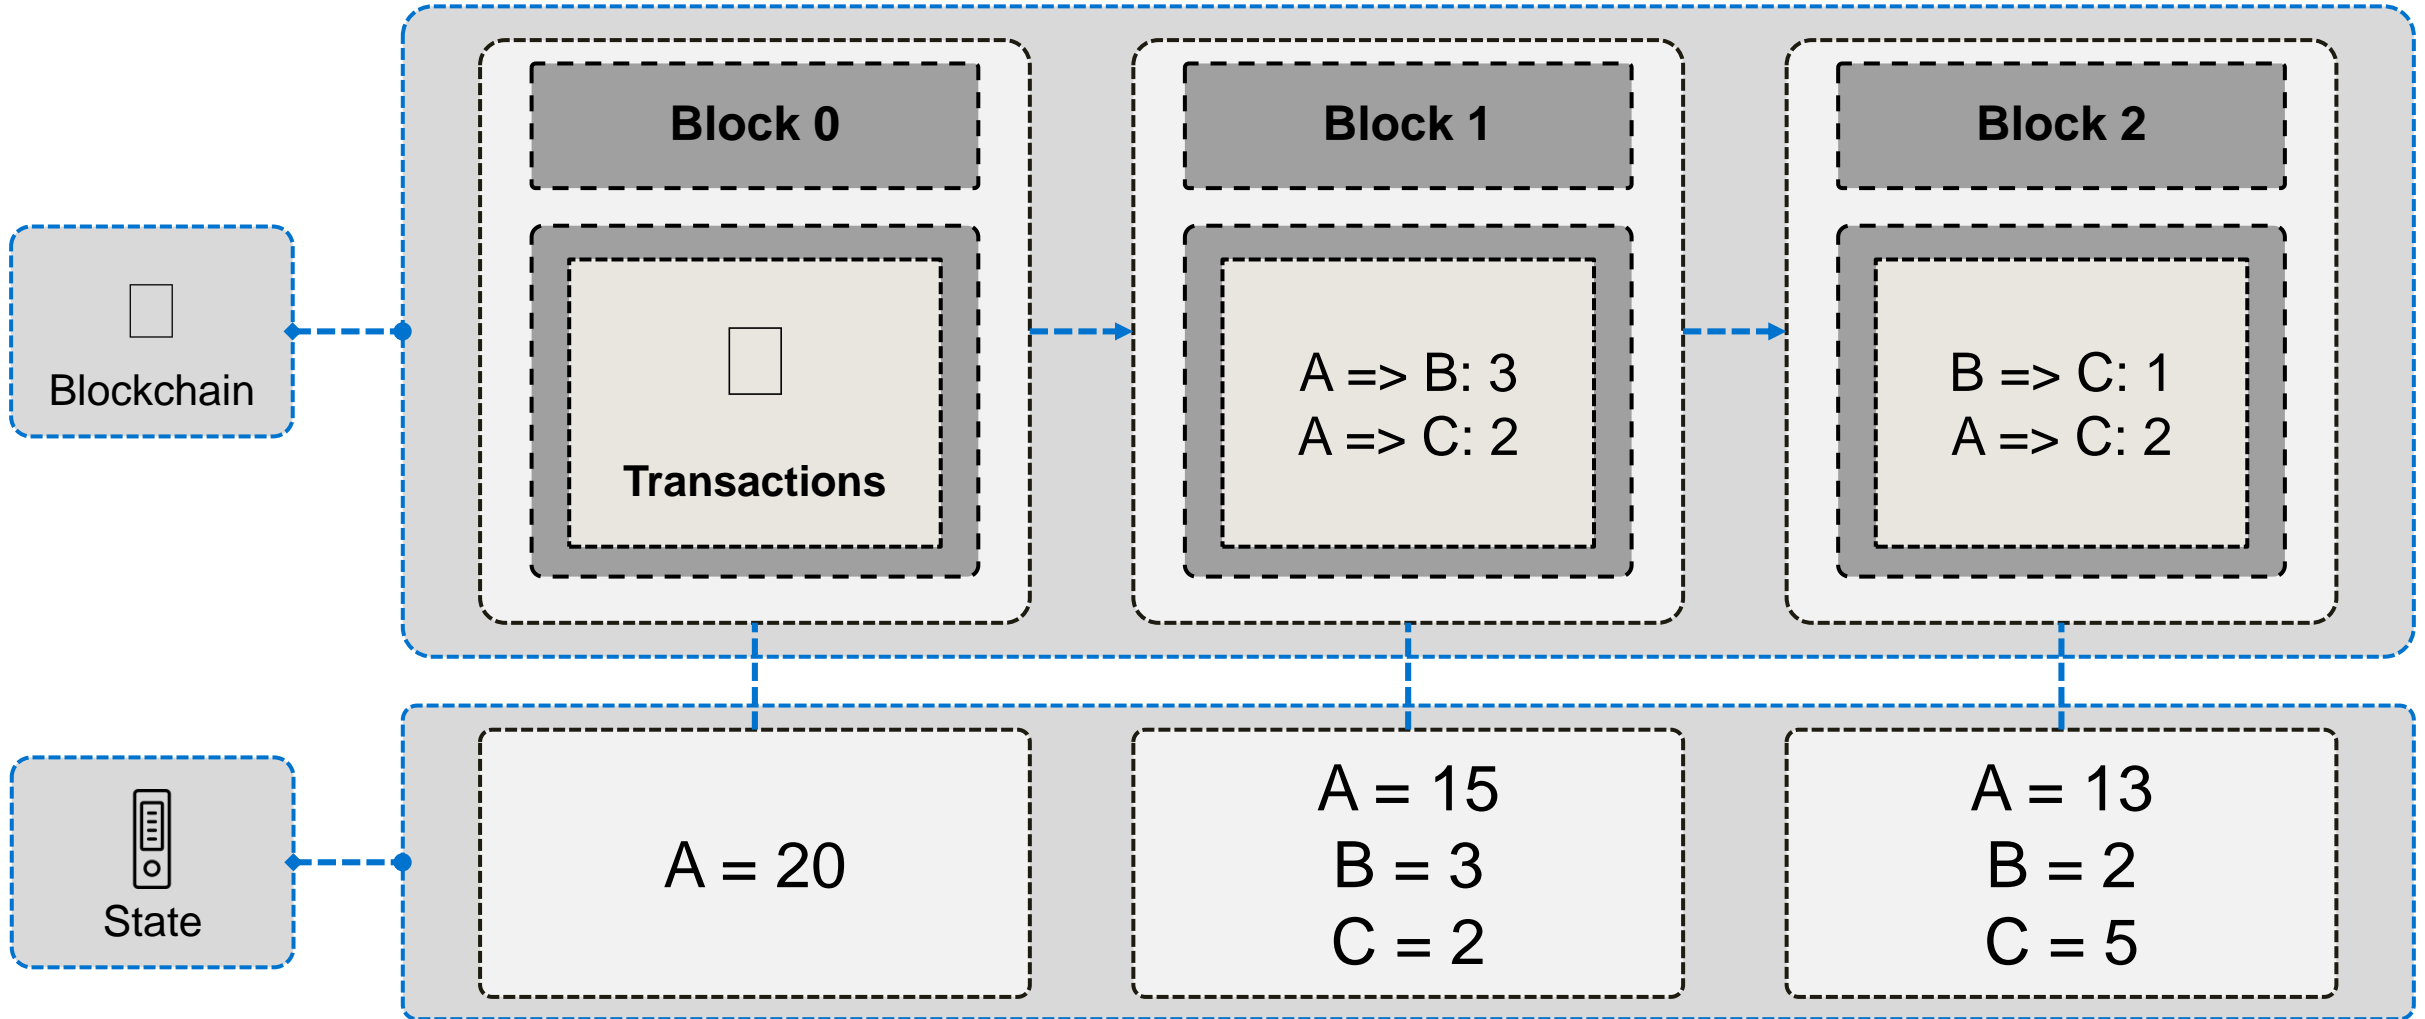 Block 0
Block 1
Block 2
Blockchain
Transactions
A => B: 3
A => C: 2
B => C: 1
A => C: 2
State
A = 20
A = 15
B = 3
C = 2
A = 13
B = 2
C = 5